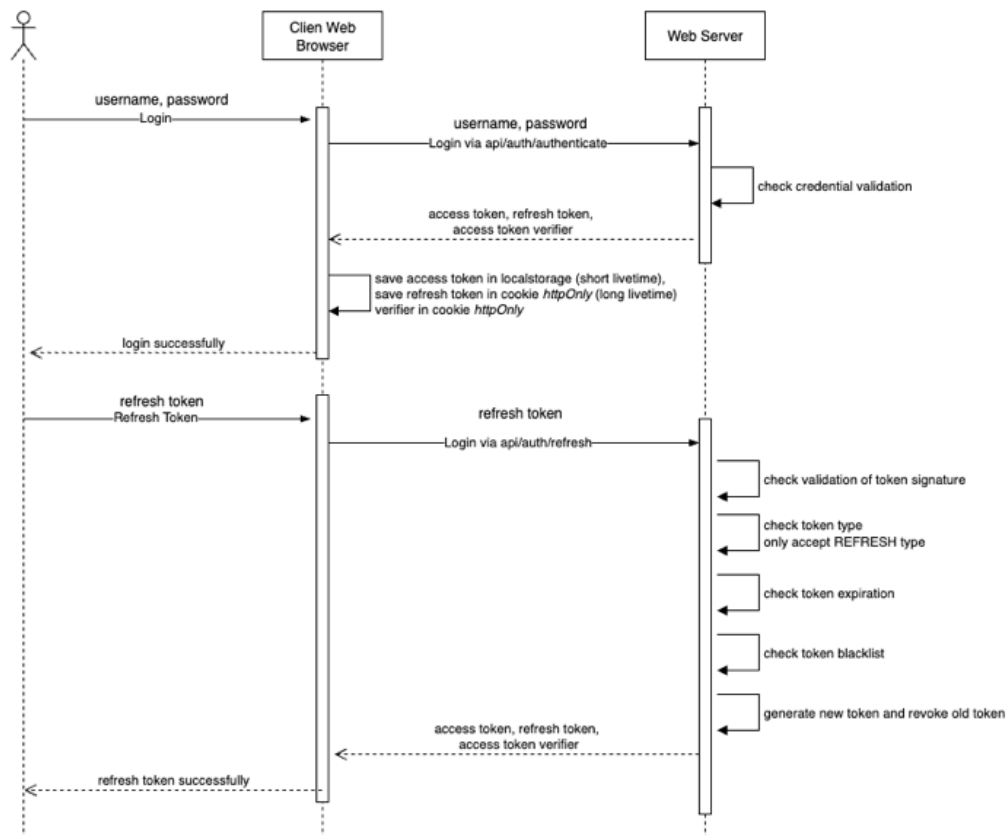 Clien Web
Browser
Web Server
username, password
Login
username, password
Login via api/auth/authenticate
check credential validation
access token, refresh token,
access token verifier
save access token in localstorage (short livetime),
save refresh token in cookie httpOnly (long livetime)
verifier in cookie httpOnly
login successfully
refresh token
Refresh Token
refresh token
Login via api/auth/refresh
check validation of token signature
check token type
only accept REFRESH type
check token expiration
check token blacklist
generate new token and revoke old token
access token, refresh token,
access token verifier
refresh token successfully